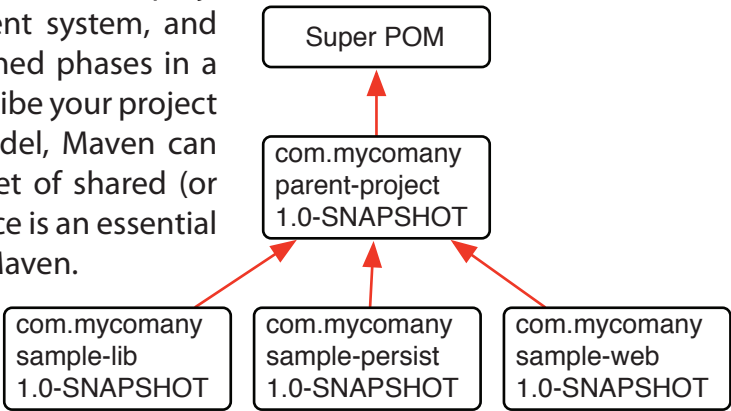 ent system, and
ned phases in a
ibe your project
del, Maven can
et of shared (or
ce is an essential
Maven.
Super POM
com.mycomany
parent-project
1.0-SNAPSHOT
com.mycomany
sample-lib
1.0-SNAPSHOT
com.mycomany
sample-persist
1.0-SNAPSHOT
com.mycomany
sample-web
1.0-SNAPSHOT